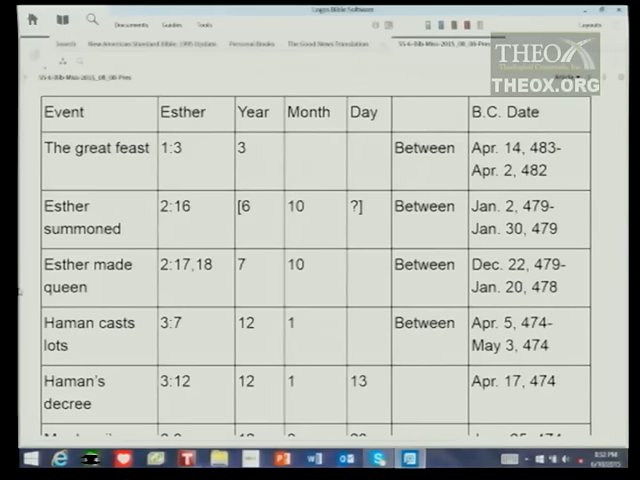 Logos Bible Software
Documents Guides Tools Layouts
Search New American Standard Bible: 1995 Update Personal Books The Good News Translation
THEOX
THEOX.ORG
Event Esther Year Month Day B.C. Date
The great feast 1:3 3 Between Apr. 14, 483-
Apr. 2, 482
Esther 2:16 [6 10 ?] Between Jan. 2, 479-
summoned Jan. 30, 479
Esther made 2:17,18 7 10 Between Dec. 22, 479-
queen Jan. 20, 478
Haman casts 3:7 12 1 Between Apr. 5, 474-
lots May 3, 474
Haman's 3:12 12 1 13 Apr. 17, 474
decree
8:52 PM